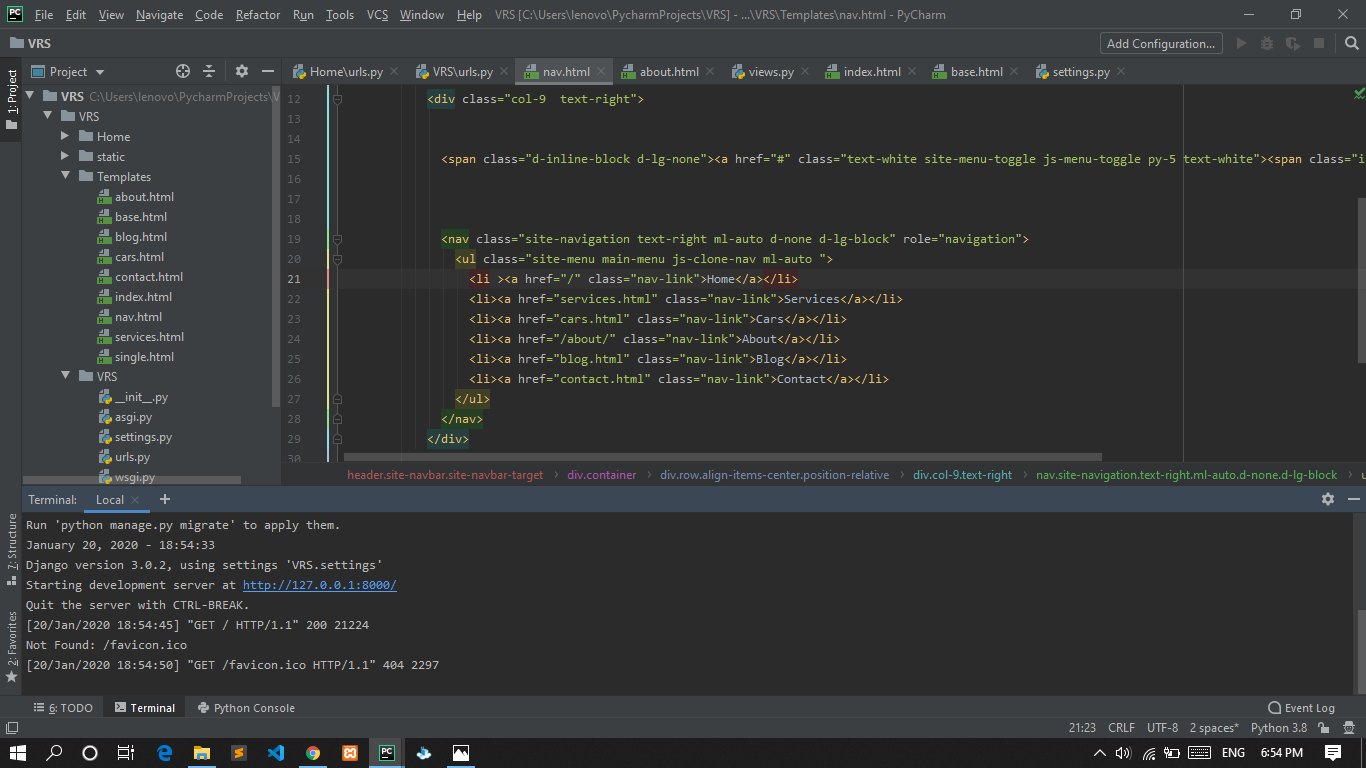 PC File Edit View Navigate Code Refactor Run Tools VCS Window Help VRS [C:\Users\lenovo\PycharmProjects\VRS] - ...\VRS\Templates\nav.html - PyCharm
VRS Add Configuration...
1: Project
Project
Home\urls.py VRS\urls.py nav.html about.html views.py index.html base.html settings.py
VRS C:\Users\lenovo\PycharmProjects\V
VRS
Home
static
Templates
about.html
base.html
blog.html
cars.html
contact.html
index.html
nav.html
services.html
single.html
VRS
__init__.py
asgi.py
settings.py
urls.py
wsgi.py
12 <div class="col-9  text-right">
13
14
15 <span class="d-inline-block d-lg-none"><a href="#" class="text-white site-menu-toggle js-menu-toggle py-5 text-white"><span class="i
16
17
18
19 <nav class="site-navigation text-right ml-auto d-none d-lg-block" role="navigation">
20 <ul class="site-menu main-menu js-clone-nav ml-auto ">
21 <li ><a href="/" class="nav-link">Home</a></li>
22 <li><a href="services.html" class="nav-link">Services</a></li>
23 <li><a href="cars.html" class="nav-link">Cars</a></li>
24 <li><a href="/about/" class="nav-link">About</a></li>
25 <li><a href="blog.html" class="nav-link">Blog</a></li>
26 <li><a href="contact.html" class="nav-link">Contact</a></li>
27 </ul>
28 </nav>
29 </div>
30
header.site-navbar.site-navbar-target div.container div.row.align-items-center.position-relative div.col-9.text-right nav.site-navigation.text-right.ml-auto.d-none.d-lg-block u
Terminal: Local +
Run 'python manage.py migrate' to apply them.
January 20, 2020 - 18:54:33
Django version 3.0.2, using settings 'VRS.settings'
Starting development server at http://127.0.0.1:8000/
Quit the server with CTRL-BREAK.
[20/Jan/2020 18:54:45] "GET / HTTP/1.1" 200 21224
Not Found: /favicon.ico
[20/Jan/2020 18:54:50] "GET /favicon.ico HTTP/1.1" 404 2297
7: Structure
2: Favorites
6: TODO Terminal Python Console Event Log
21:23 CRLF UTF-8 2 spaces* Python 3.8
PC ENG 6:54 PM